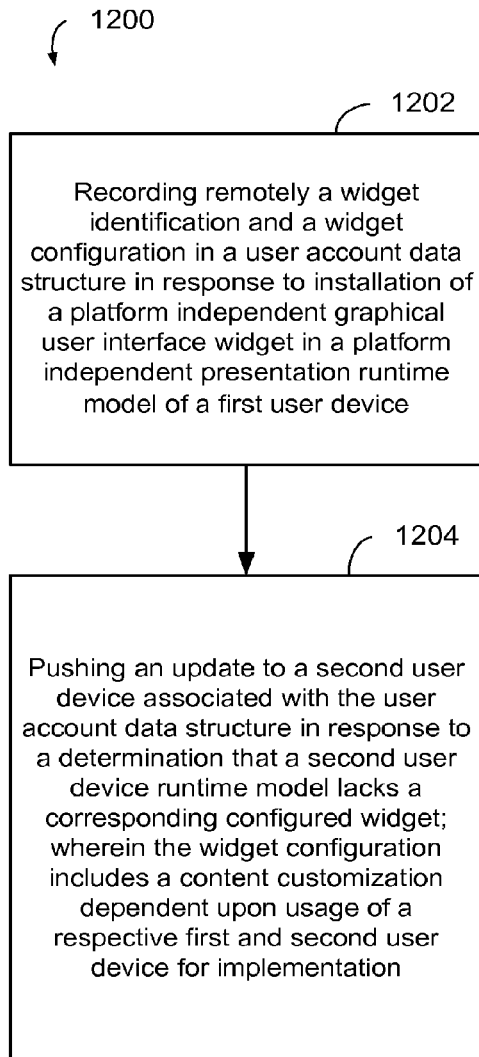 1200
1202
Recording remotely a widget
identification and a widget
configuration in a user account data
structure in response to installation of
a platform independent graphical
user interface widget in a platform
independent presentation runtime
model of a first user device
1204
Pushing an update to a second user
device associated with the user
account data structure in response to
a determination that a second user
device runtime model lacks a
corresponding configured widget;
wherein the widget configuration
includes a content customization
dependent upon usage of a
respective first and second user
device for implementation